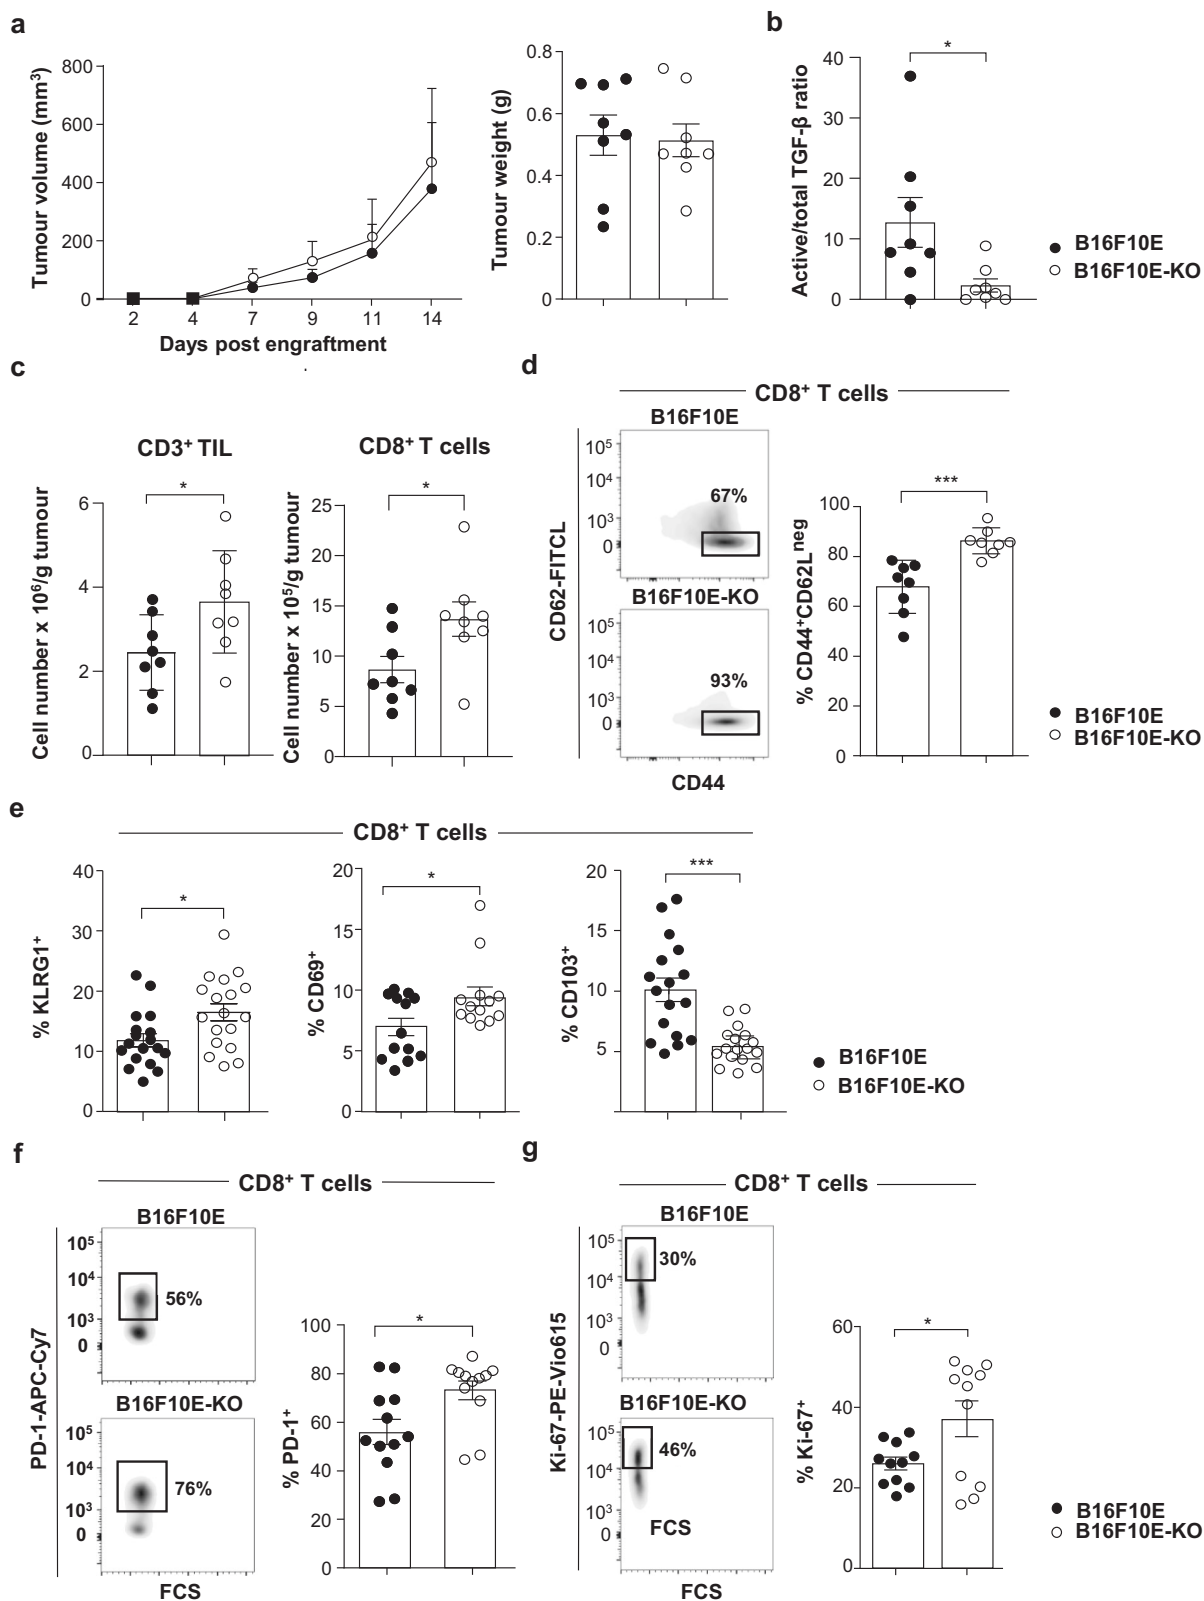 a
Tumour volume (mm³)
800
600
400
200
0
2 4 7 9 11 14
Days post engraftment
Tumour weight (g)
0.8
0.6
0.4
0.2
0
b
*
Active/total TGF-β ratio
40
30
20
10
0
B16F10E
B16F10E-KO
c
CD3⁺ TIL
*
Cell number x 10⁶/g tumour
6
4
2
0
CD8⁺ T cells
*
Cell number x 10⁵/g tumour
25
20
15
10
5
0
d
CD8⁺ T cells
B16F10E
CD62-FITCL
10⁵
10⁴
10³
0
67%
B16F10E-KO
10⁵
10⁴
10³
0
93%
CD44
***
% CD44⁺CD62Lⁿᵉᵍ
100
80
60
40
20
0
B16F10E
B16F10E-KO
e
CD8⁺ T cells
% KLRG1⁺
40
30
20
10
0
*
% CD69⁺
20
15
10
5
0
*
% CD103⁺
20
15
10
5
***
B16F10E
B16F10E-KO
f
CD8⁺ T cells
B16F10E
PD-1-APC-Cy7
10⁵
10⁴
10³
0
56%
B16F10E-KO
10⁵
10⁴
10³
0
76%
FCS
% PD-1⁺
100
80
60
40
20
0
*
g
CD8⁺ T cells
B16F10E
Ki-67-PE-Vio615
10⁵
10⁴
10³
0
30%
B16F10E-KO
10⁵
10⁴
10³
0
46%
FCS
FCS
% Ki-67⁺
60
40
20
0
*
B16F10E
B16F10E-KO